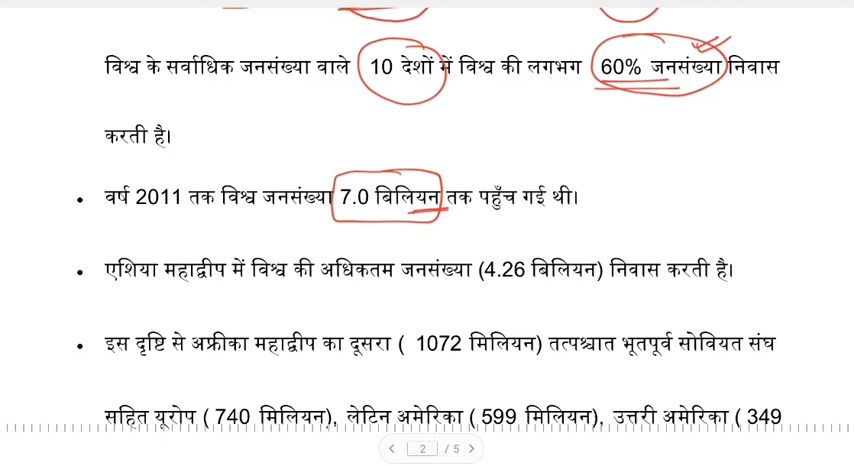 विश्व के सर्वाधिक जनसंख्या वाले 10 देशों में विश्व की लगभग 60% जनसंख्या निवास
करती है।
• वर्ष 2011 तक विश्व जनसंख्या 7.0 बिलियन तक पहुँच गई थी।
• एशिया महाद्वीप में विश्व की अधिकतम जनसंख्या (4.26 बिलियन) निवास करती है।
• इस दृष्टि से अफ्रीका महाद्वीप का दूसरा ( 1072 मिलियन) तत्पश्चात भूतपूर्व सोवियत संघ
सहित यूरोप ( 740 मिलियन), लेटिन अमेरिका ( 599 मिलियन), उत्तरी अमेरिका ( 349
2 / 5